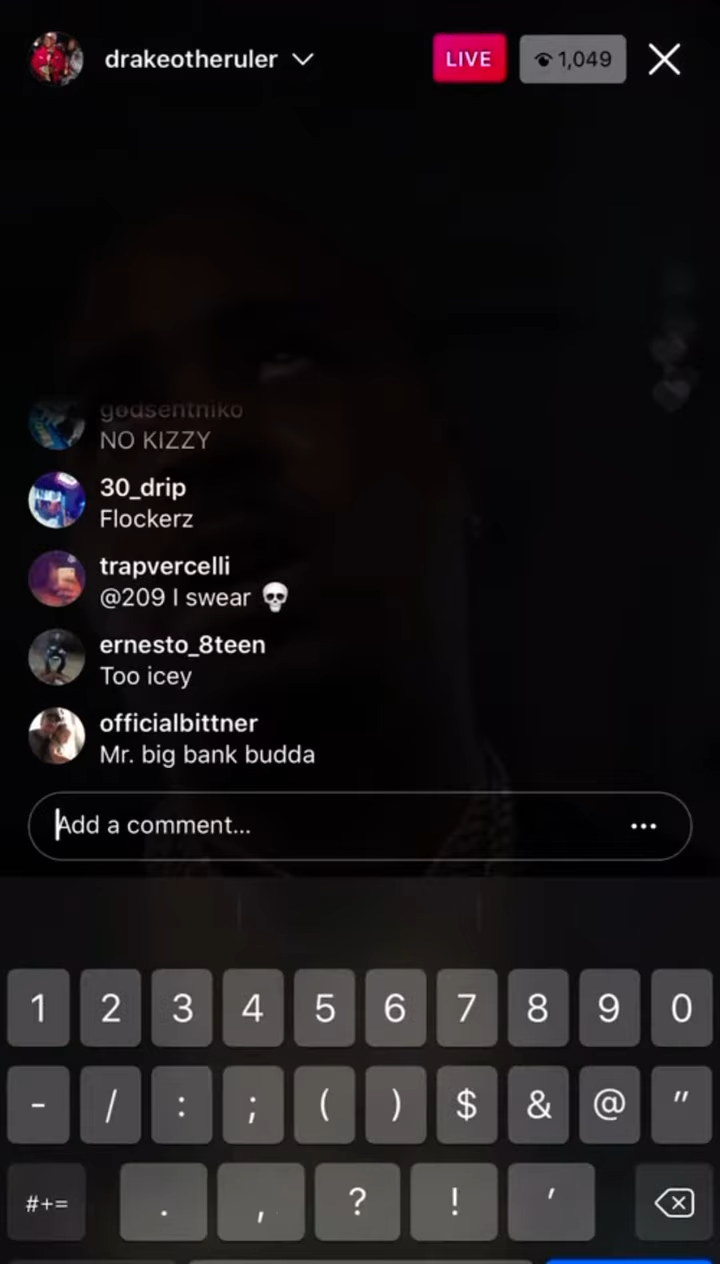 drakeotheruler
LIVE
1,049
godsentniko
NO KIZZY
30_drip
Flockerz
trapvercelli
@209 I swear 💀
ernesto_8teen
Too icey
officialbittner
Mr. big bank budda
Add a comment...
1 2 3 4 5 6 7 8 9 0
- / : ; ( ) $ & @ "
#+= . , ? ! '